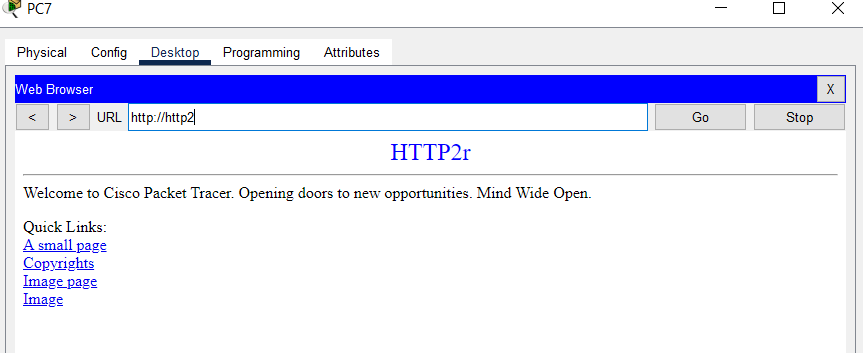 PC7
Physical Config Desktop Programming Attributes
Web Browser X
< > URL http://http2 Go Stop
HTTP2r
Welcome to Cisco Packet Tracer. Opening doors to new opportunities. Mind Wide Open.
Quick Links:
A small page
Copyrights
Image page
Image